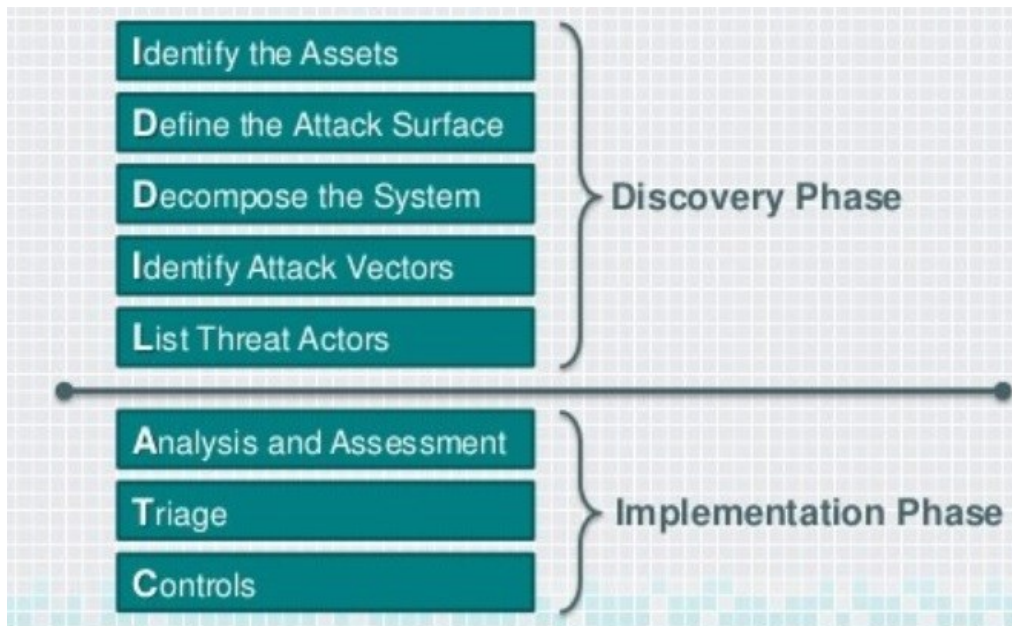 Identify the Assets
Define the Attack Surface
Decompose the System
Identify Attack Vectors
List Threat Actors
Discovery Phase
Analysis and Assessment
Triage
Controls
Implementation Phase